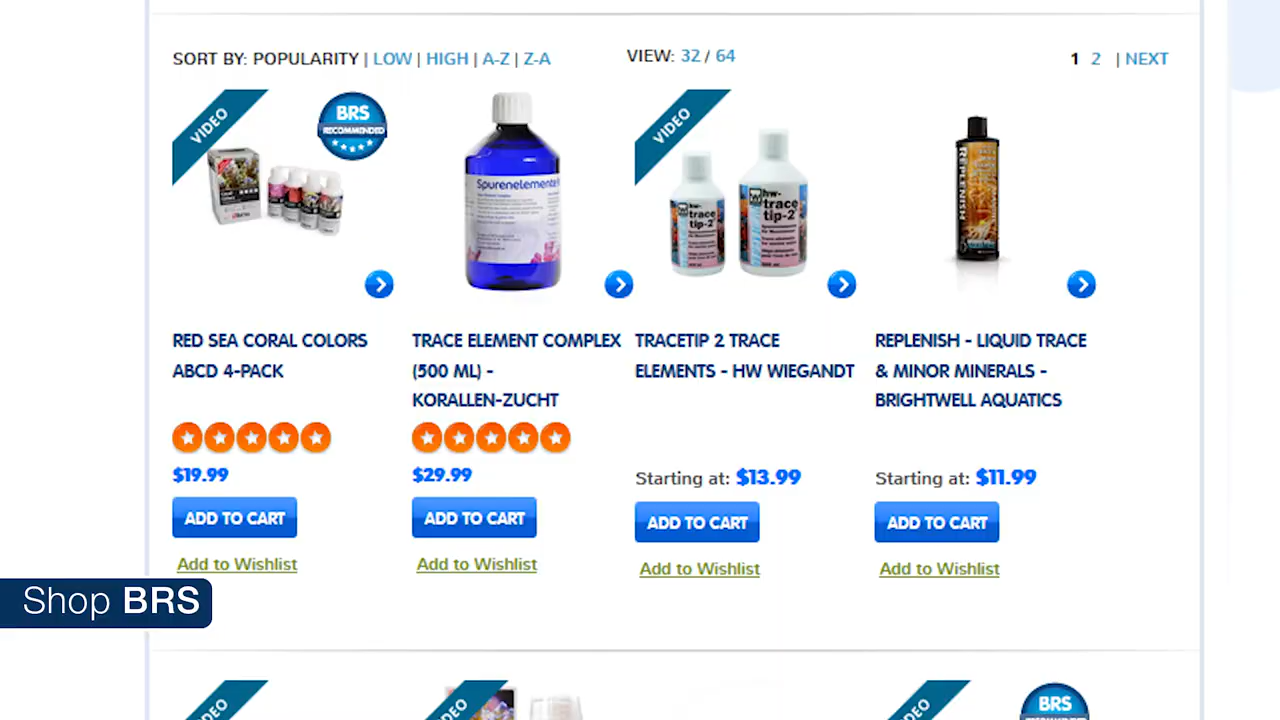 SORT BY: POPULARITY | LOW | HIGH | A-Z | Z-A
VIEW: 32 / 64
1 2 | NEXT
VIDEO
BRS
RECOMMENDED
Spurenelemente
VIDEO
hw-
trace
tip-2
hw-
trace
tip-2
REPLENISH
RED SEA CORAL COLORS
ABCD 4-PACK
$19.99
ADD TO CART
Add to Wishlist
TRACE ELEMENT COMPLEX
(500 ML) -
KORALLEN-ZUCHT
$29.99
ADD TO CART
Add to Wishlist
TRACETIP 2 TRACE
ELEMENTS - HW WIEGANDT
Starting at: $13.99
ADD TO CART
Add to Wishlist
REPLENISH - LIQUID TRACE
& MINOR MINERALS -
BRIGHTWELL AQUATICS
Starting at: $11.99
ADD TO CART
Add to Wishlist
Shop BRS
VIDEO
VIDEO
BRS